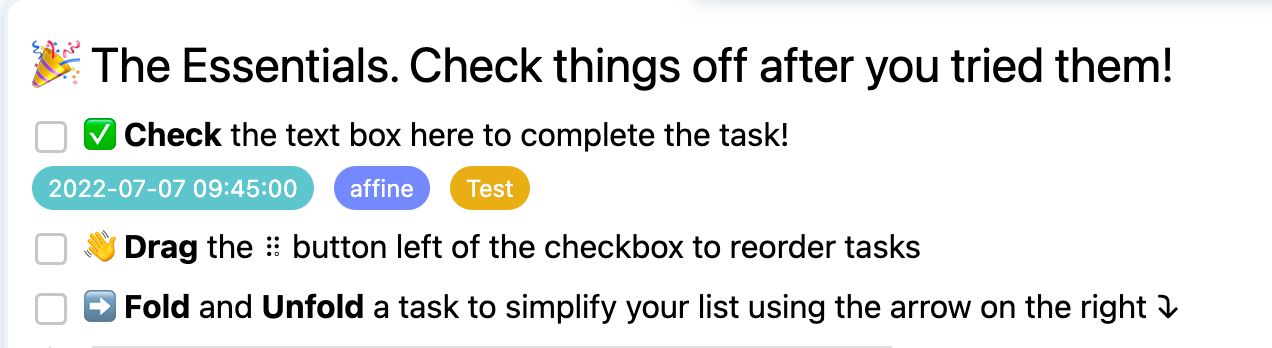 🎉 The Essentials. Check things off after you tried them!
✅ Check the text box here to complete the task!
2022-07-07 09:45:00 affine Test
👋 Drag the ⠿ button left of the checkbox to reorder tasks
➡️ Fold and Unfold a task to simplify your list using the arrow on the right ⤵